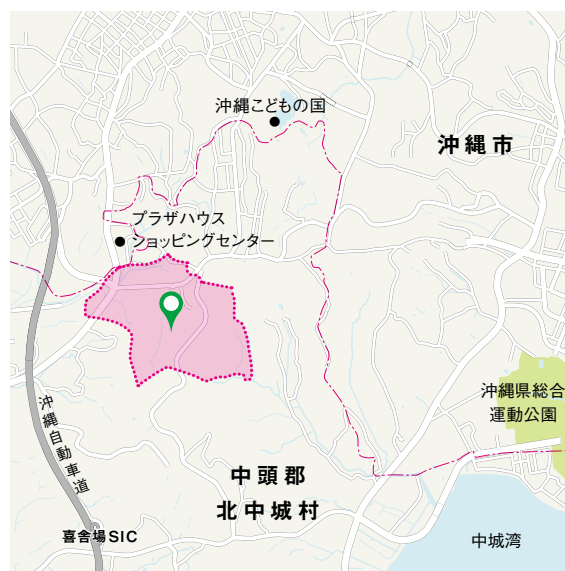 沖縄こどもの国
沖縄市
プラザハウス
ショッピングセンター
沖縄県総合
運動公園
沖縄自動車道
中頭郡
北中城村
喜舎場SIC
中城湾